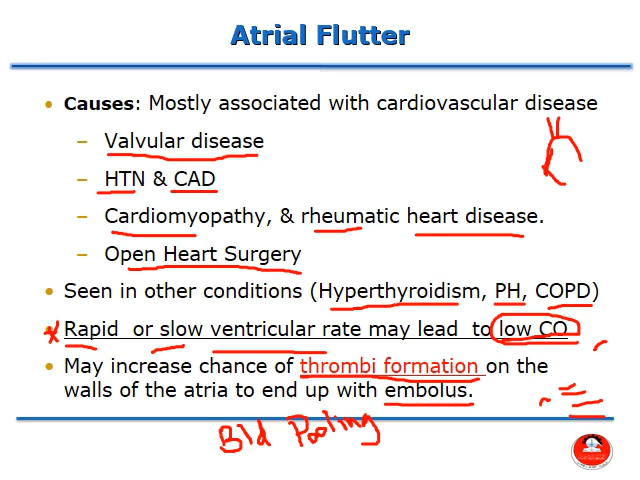 Atrial Flutter
• Causes: Mostly associated with cardiovascular disease
– Valvular disease
– HTN & CAD
– Cardiomyopathy, & rheumatic heart disease.
– Open Heart Surgery
• Seen in other conditions (Hyperthyroidism, PH, COPD)
• Rapid or slow ventricular rate may lead to low CO
• May increase chance of thrombi formation on the
walls of the atria to end up with embolus.
Bld Pooling